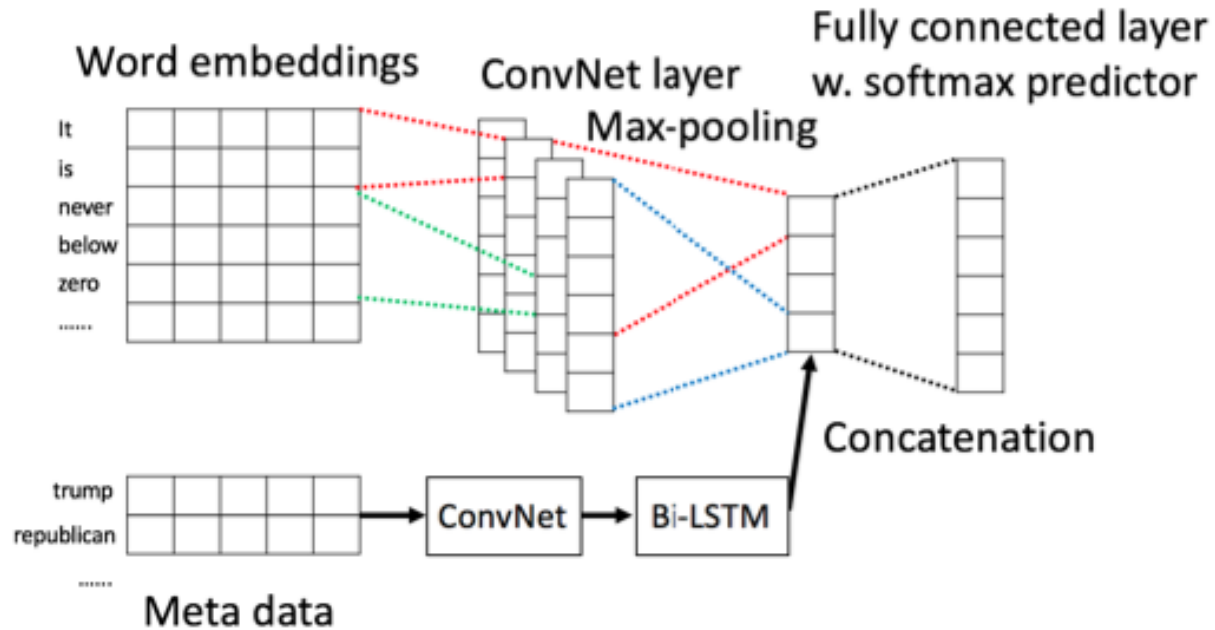 Fully connected layer
w. softmax predictor
Word embeddings
ConvNet layer
Max-pooling
It
is
never
below
zero
......
Concatenation
trump
republican
......
ConvNet
Bi-LSTM
Meta data